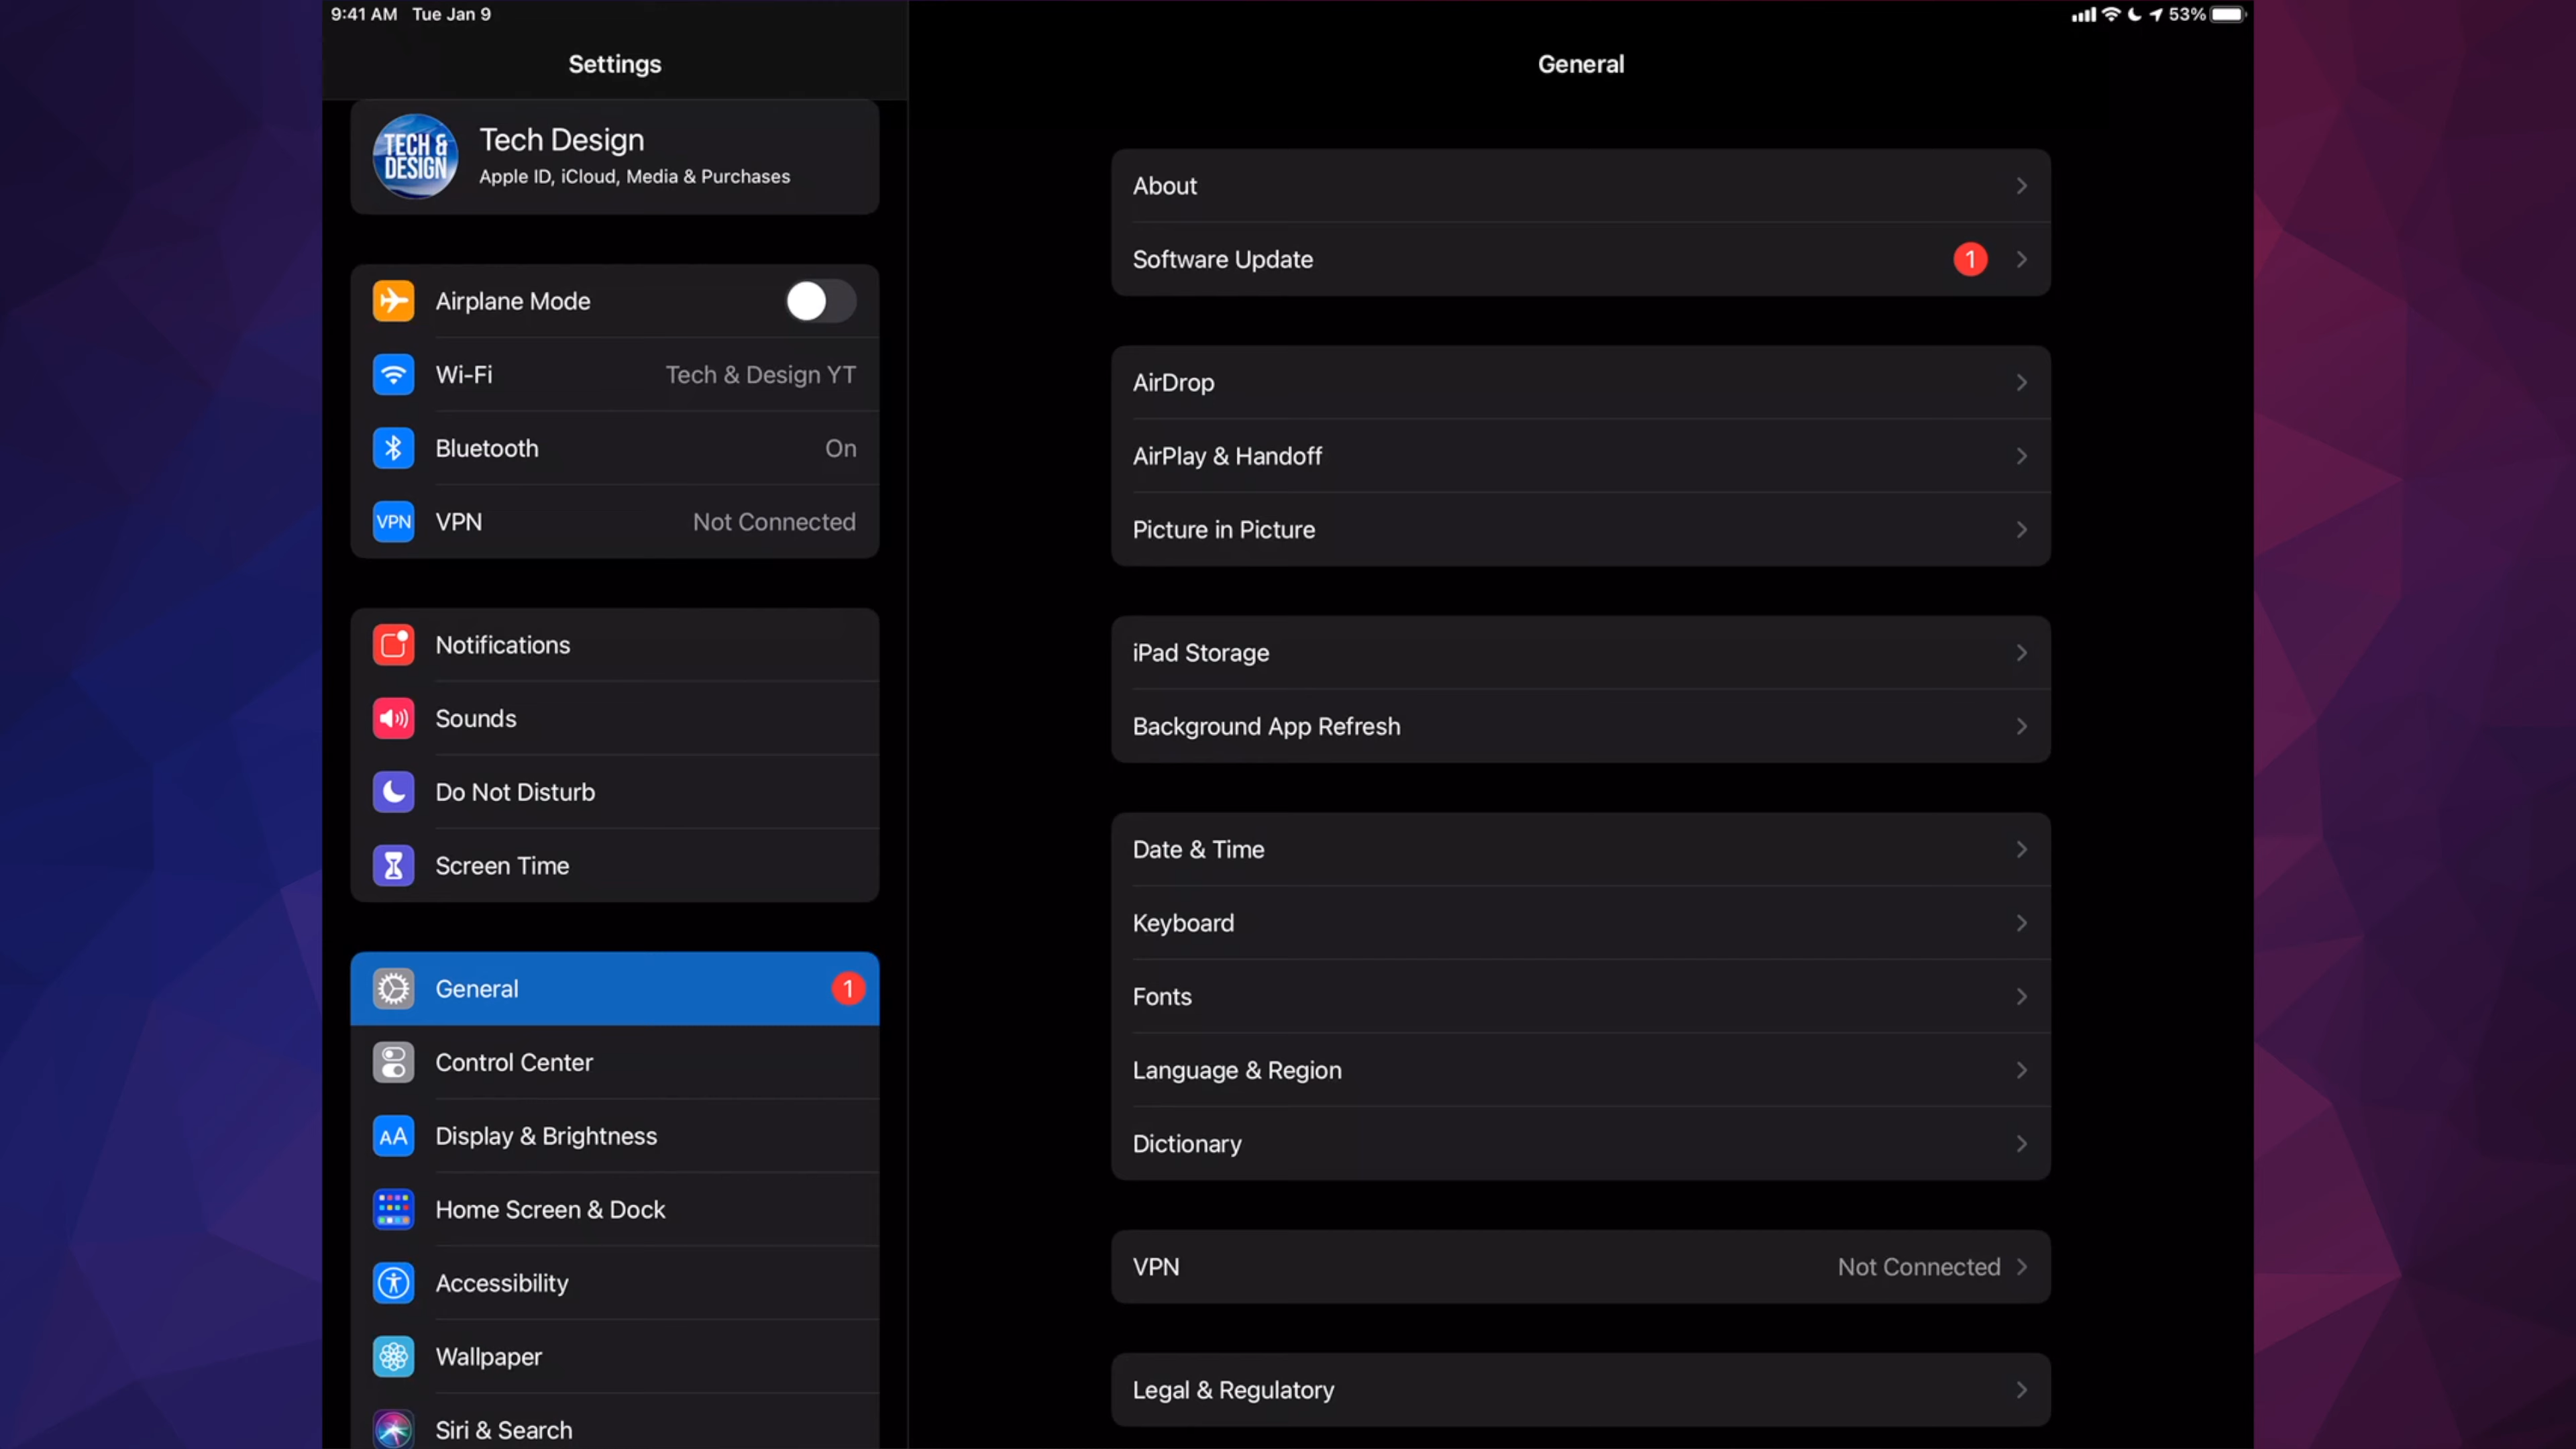 9:41 AM Tue Jan 9
53%
Settings
TECH &
DESIGN
Tech Design
Apple ID, iCloud, Media & Purchases
Airplane Mode
Wi-Fi Tech & Design YT
Bluetooth On
VPN VPN Not Connected
Notifications
Sounds
Do Not Disturb
Screen Time
General 1
Control Center
AA Display & Brightness
Home Screen & Dock
Accessibility
Wallpaper
Siri & Search
General
About
Software Update 1
AirDrop
AirPlay & Handoff
Picture in Picture
iPad Storage
Background App Refresh
Date & Time
Keyboard
Fonts
Language & Region
Dictionary
VPN Not Connected
Legal & Regulatory